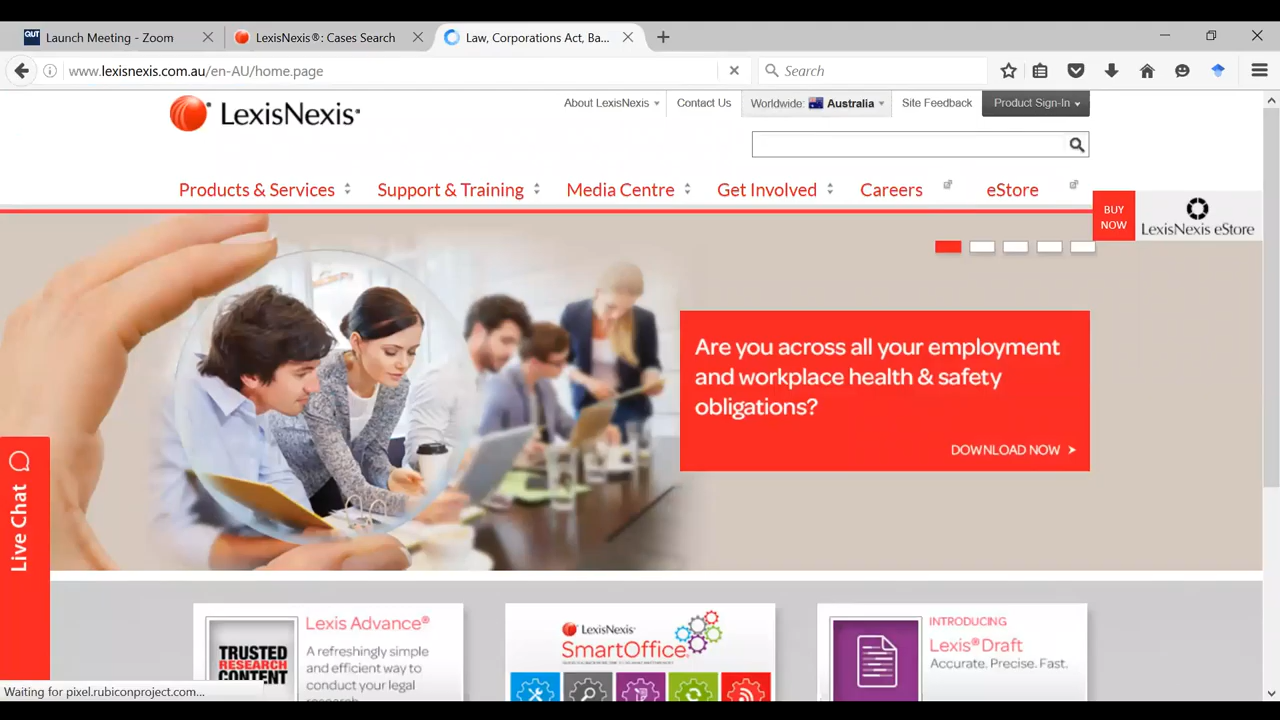 QUT Launch Meeting - Zoom
LexisNexis®: Cases Search
Law, Corporations Act, Ba...
www.lexisnexis.com.au/en-AU/home.page
Search
LexisNexis®
About LexisNexis
Contact Us
Worldwide: Australia
Site Feedback
Product Sign-In
Products & Services
Support & Training
Media Centre
Get Involved
Careers
eStore
BUY
NOW
LexisNexis eStore
Are you across all your employment
and workplace health & safety
obligations?
DOWNLOAD NOW
Live Chat
TRUSTED
RESEARCH
CONTENT
Lexis Advance®
A refreshingly simple
and efficient way to
conduct your legal
research
LexisNexis®
SmartOffice
INTRODUCING
Lexis® Draft
Accurate. Precise. Fast.
Waiting for pixel.rubiconproject.com...